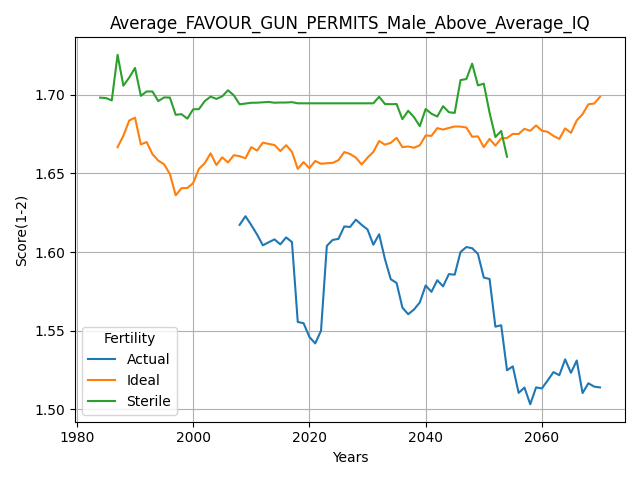 Average_FAVOUR_GUN_PERMITS_Male_Above_Average_IQ
Score(1-2)
1.70
1.65
1.60
1.55
1.50
Fertility
Actual
Ideal
Sterile
1980
2000
2020
2040
2060
Years